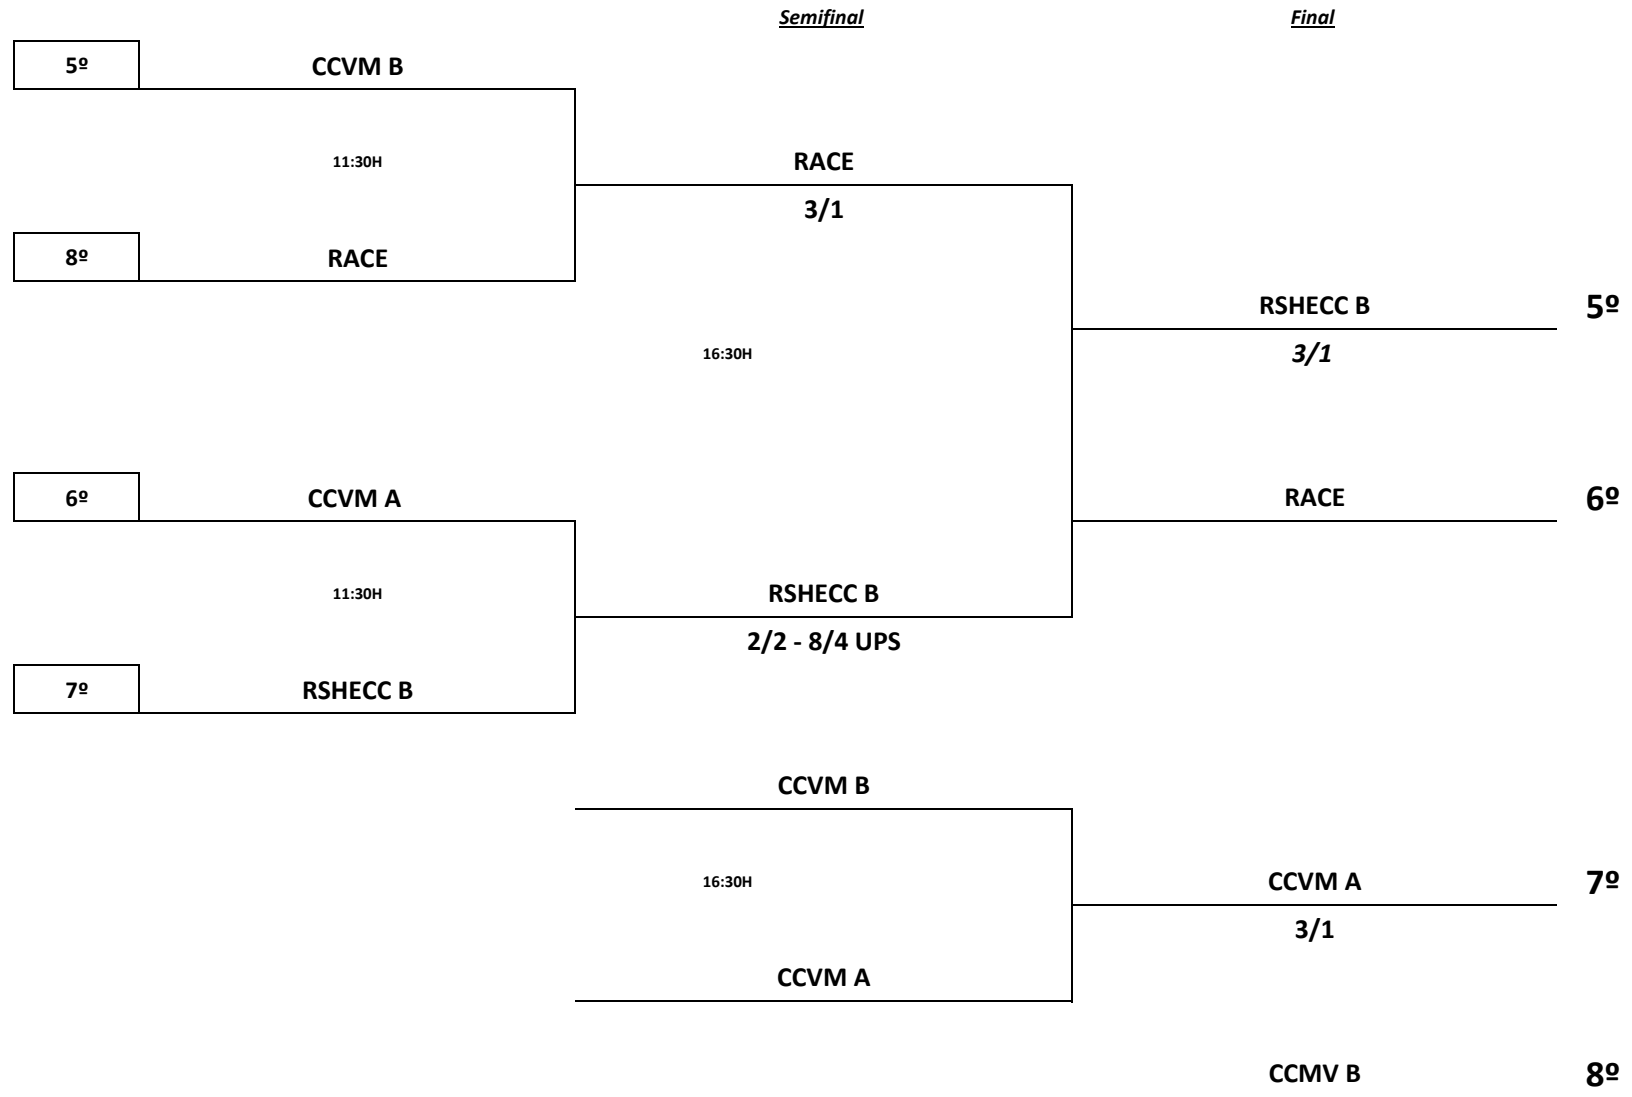 Semifinal Final
5º CCVM B
11:30H RACE
3/1
8º RACE
RSHECC B 5º
16:30H 3/1
6º CCVM A RACE 6º
11:30H RSHECC B
2/2 - 8/4 UPS
7º RSHECC B
CCVM B
16:30H CCVM A 7º
3/1
CCVM A
CCMV B 8º